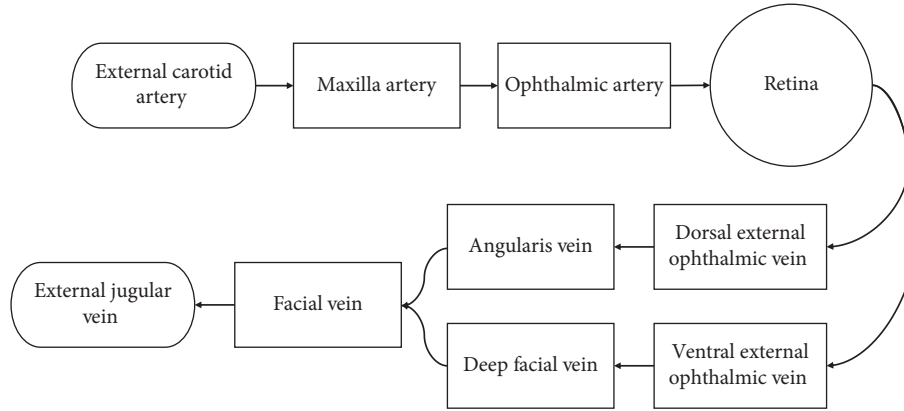 External carotid
artery
Maxilla artery
Ophthalmic artery
Retina
Angularis vein
Dorsal external
ophthalmic vein
External jugular
vein
Facial vein
Deep facial vein
Ventral external
ophthalmic vein